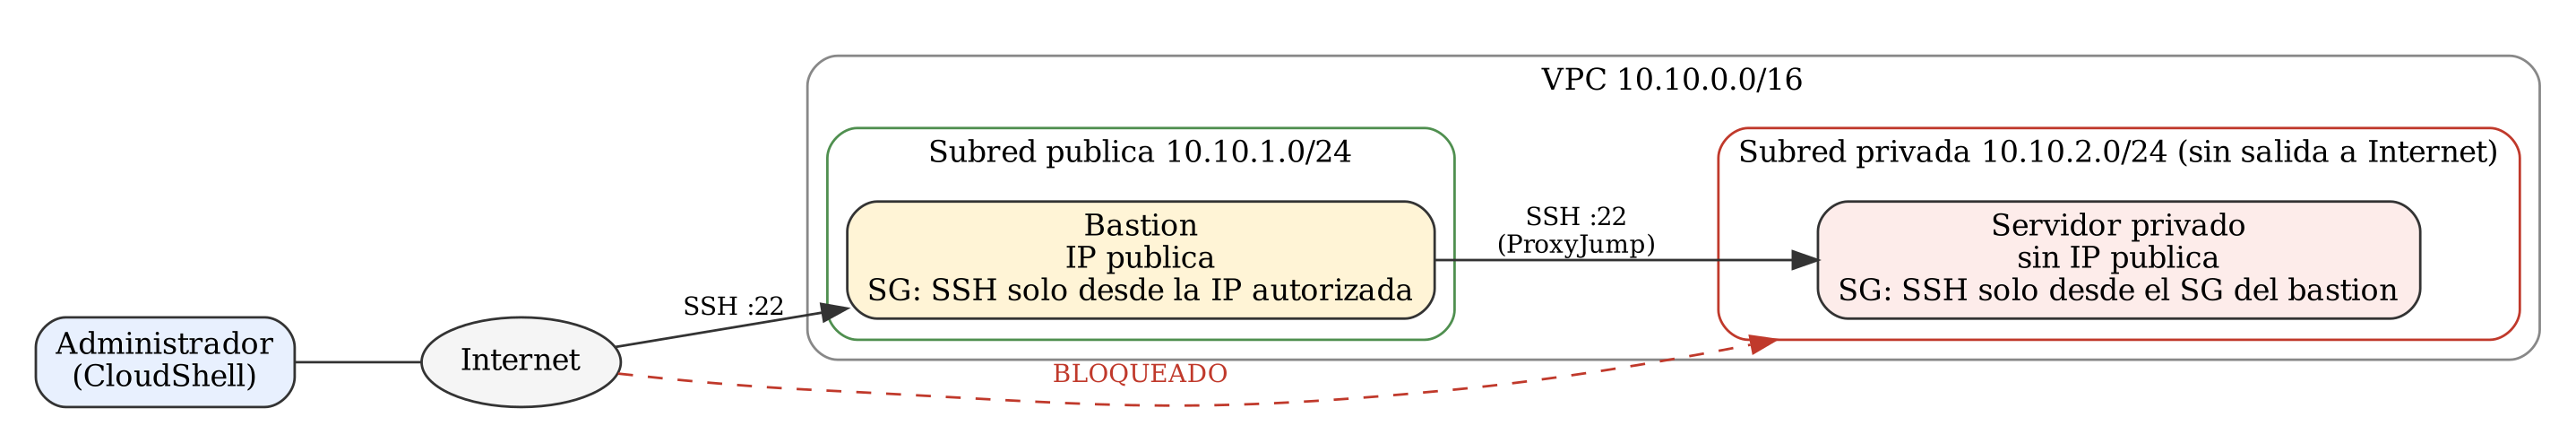 VPC 10.10.0.0/16
Subred publica 10.10.1.0/24
Subred privada 10.10.2.0/24 (sin salida a Internet)
Bastion
IP publica
SG: SSH solo desde la IP autorizada
SSH :22
(ProxyJump)
Servidor privado
sin IP publica
SG: SSH solo desde el SG del bastion
SSH :22
Administrador
(CloudShell)
Internet
BLOQUEADO